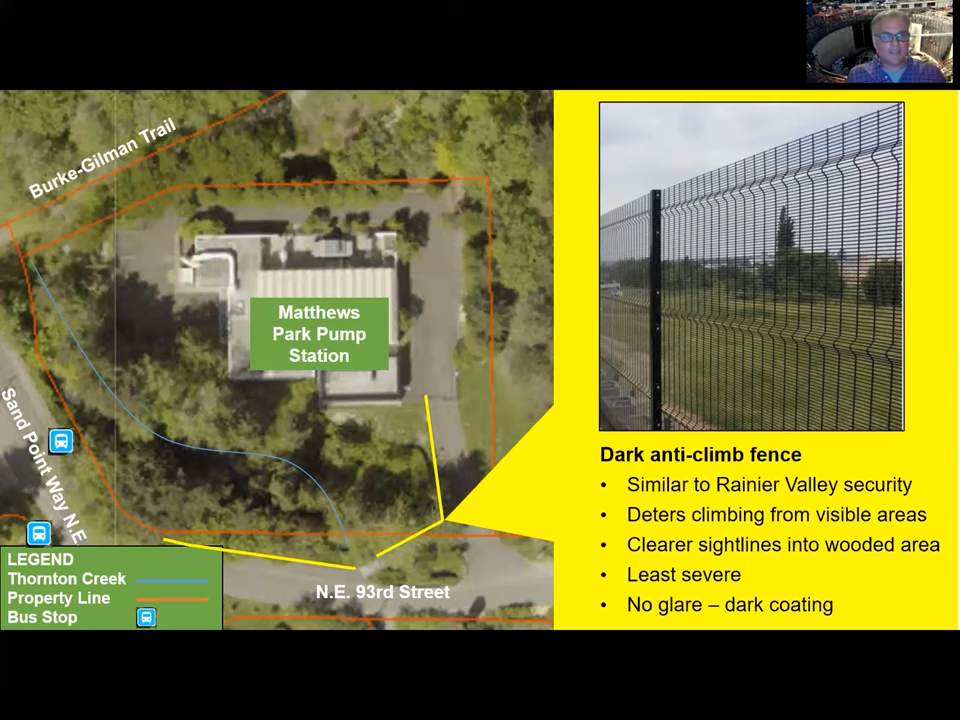 Burke-Gilman Trail
Matthews
Park Pump
Station
Sand Point Way N.E
N.E. 93rd Street
LEGEND
Thornton Creek
Property Line
Bus Stop
Dark anti-climb fence
• Similar to Rainier Valley security
• Deters climbing from visible areas
• Clearer sightlines into wooded area
• Least severe
• No glare – dark coating